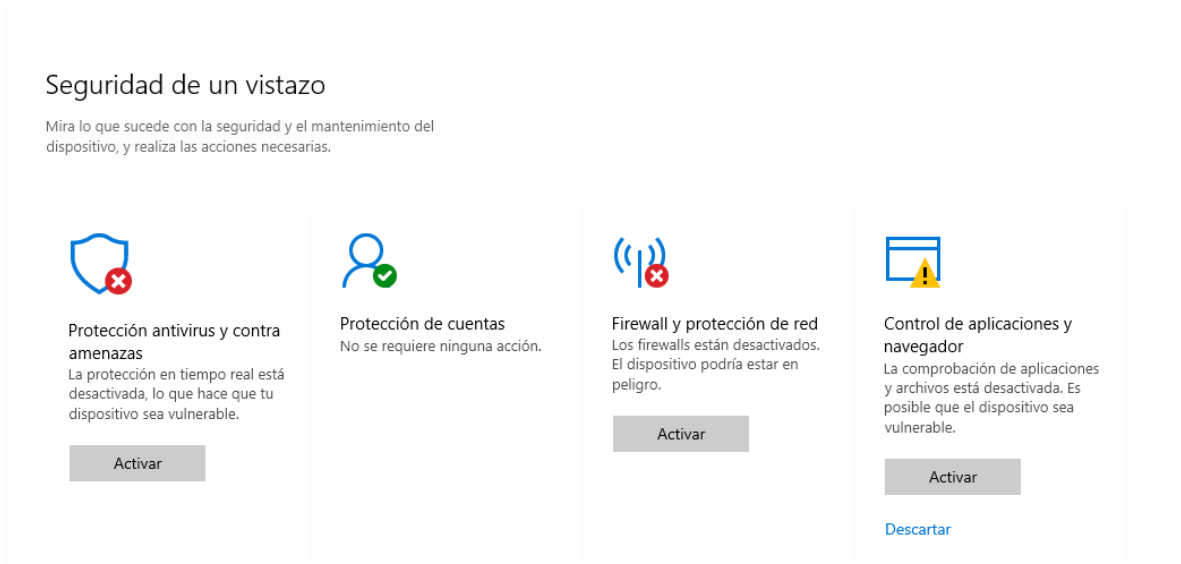 Seguridad de un vistazo
Mira lo que sucede con la seguridad y el mantenimiento del
dispositivo, y realiza las acciones necesarias.
Protección antivirus y contra
amenazas
La protección en tiempo real está
desactivada, lo que hace que tu
dispositivo sea vulnerable.
Activar
Protección de cuentas
No se requiere ninguna acción.
Firewall y protección de red
Los firewalls están desactivados.
El dispositivo podría estar en
peligro.
Activar
Control de aplicaciones y
navegador
La comprobación de aplicaciones
y archivos está desactivada. Es
posible que el dispositivo sea
vulnerable.
Activar
Descartar